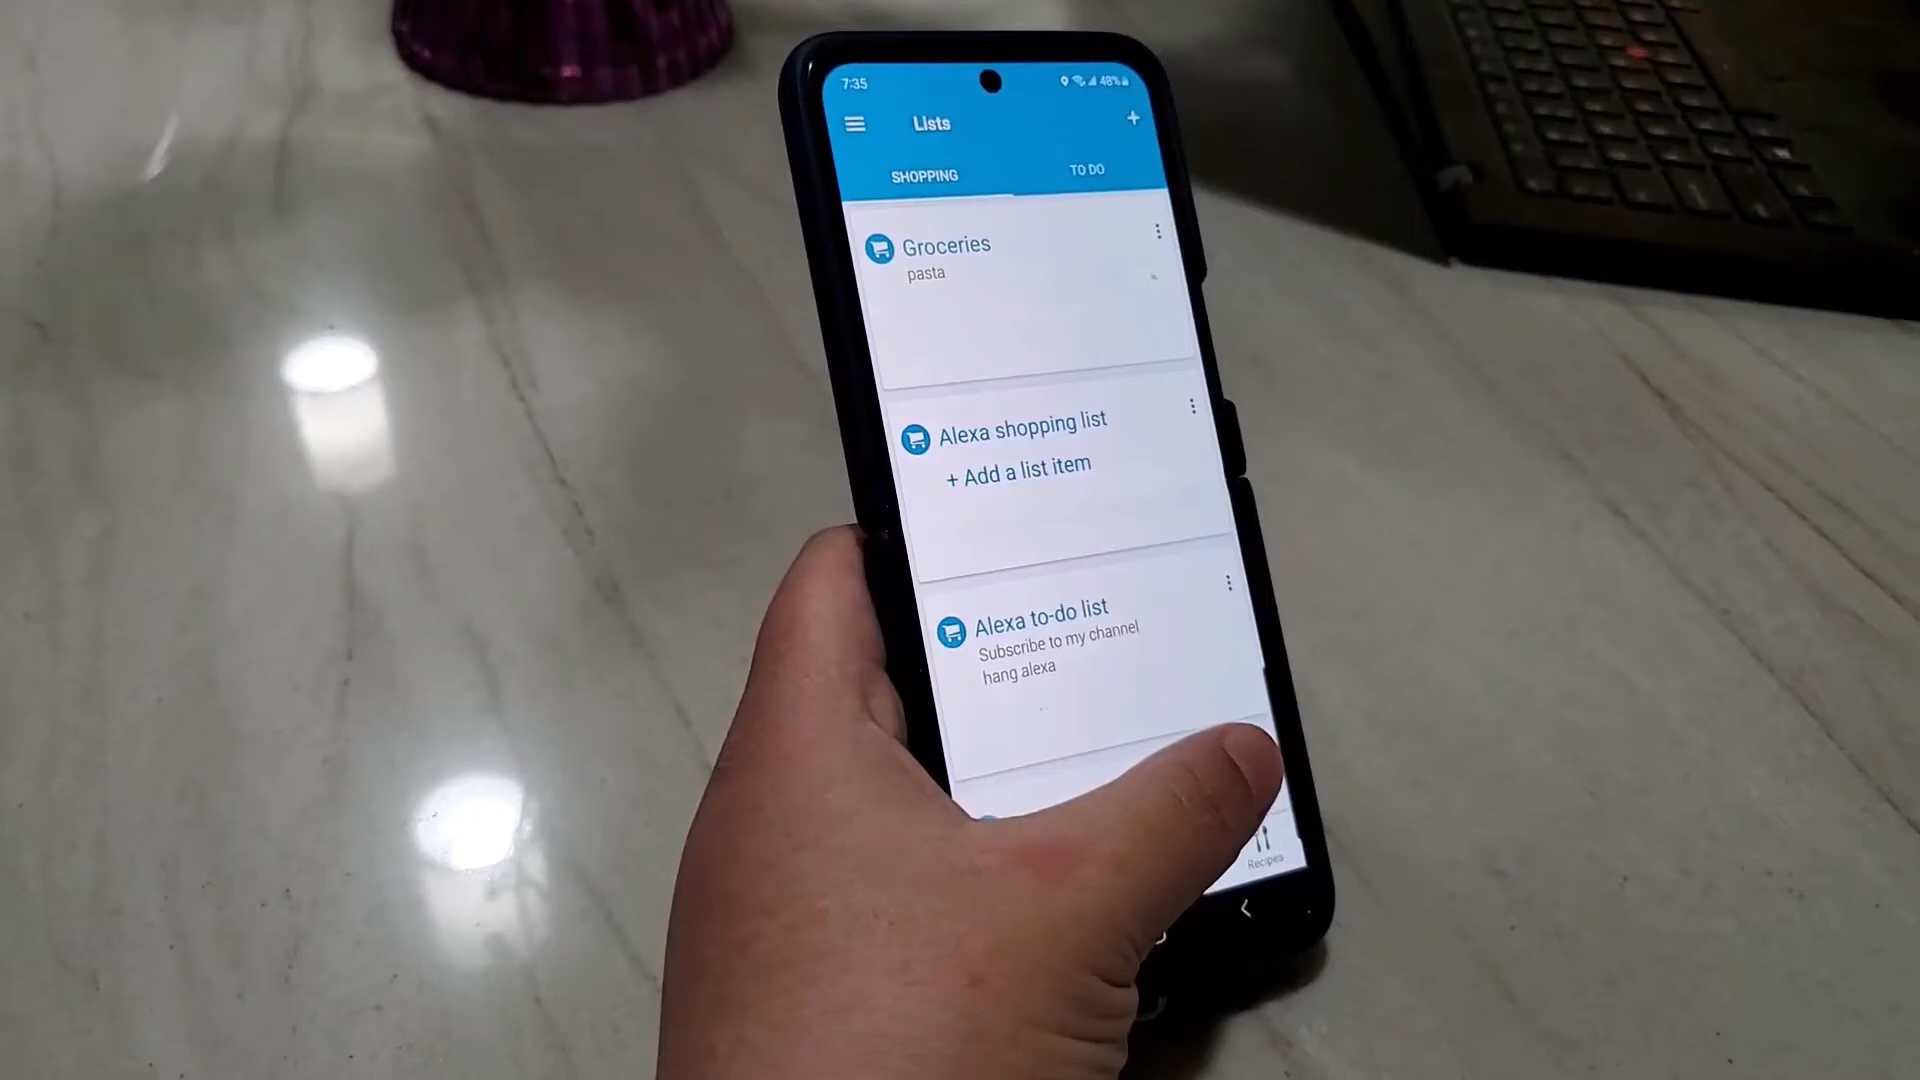 7:35
48%
Lists
+
SHOPPING
TO DO
Groceries
pasta
Alexa shopping list
+ Add a list item
Alexa to-do list
Subscribe to my channel
hang alexa
Recipes